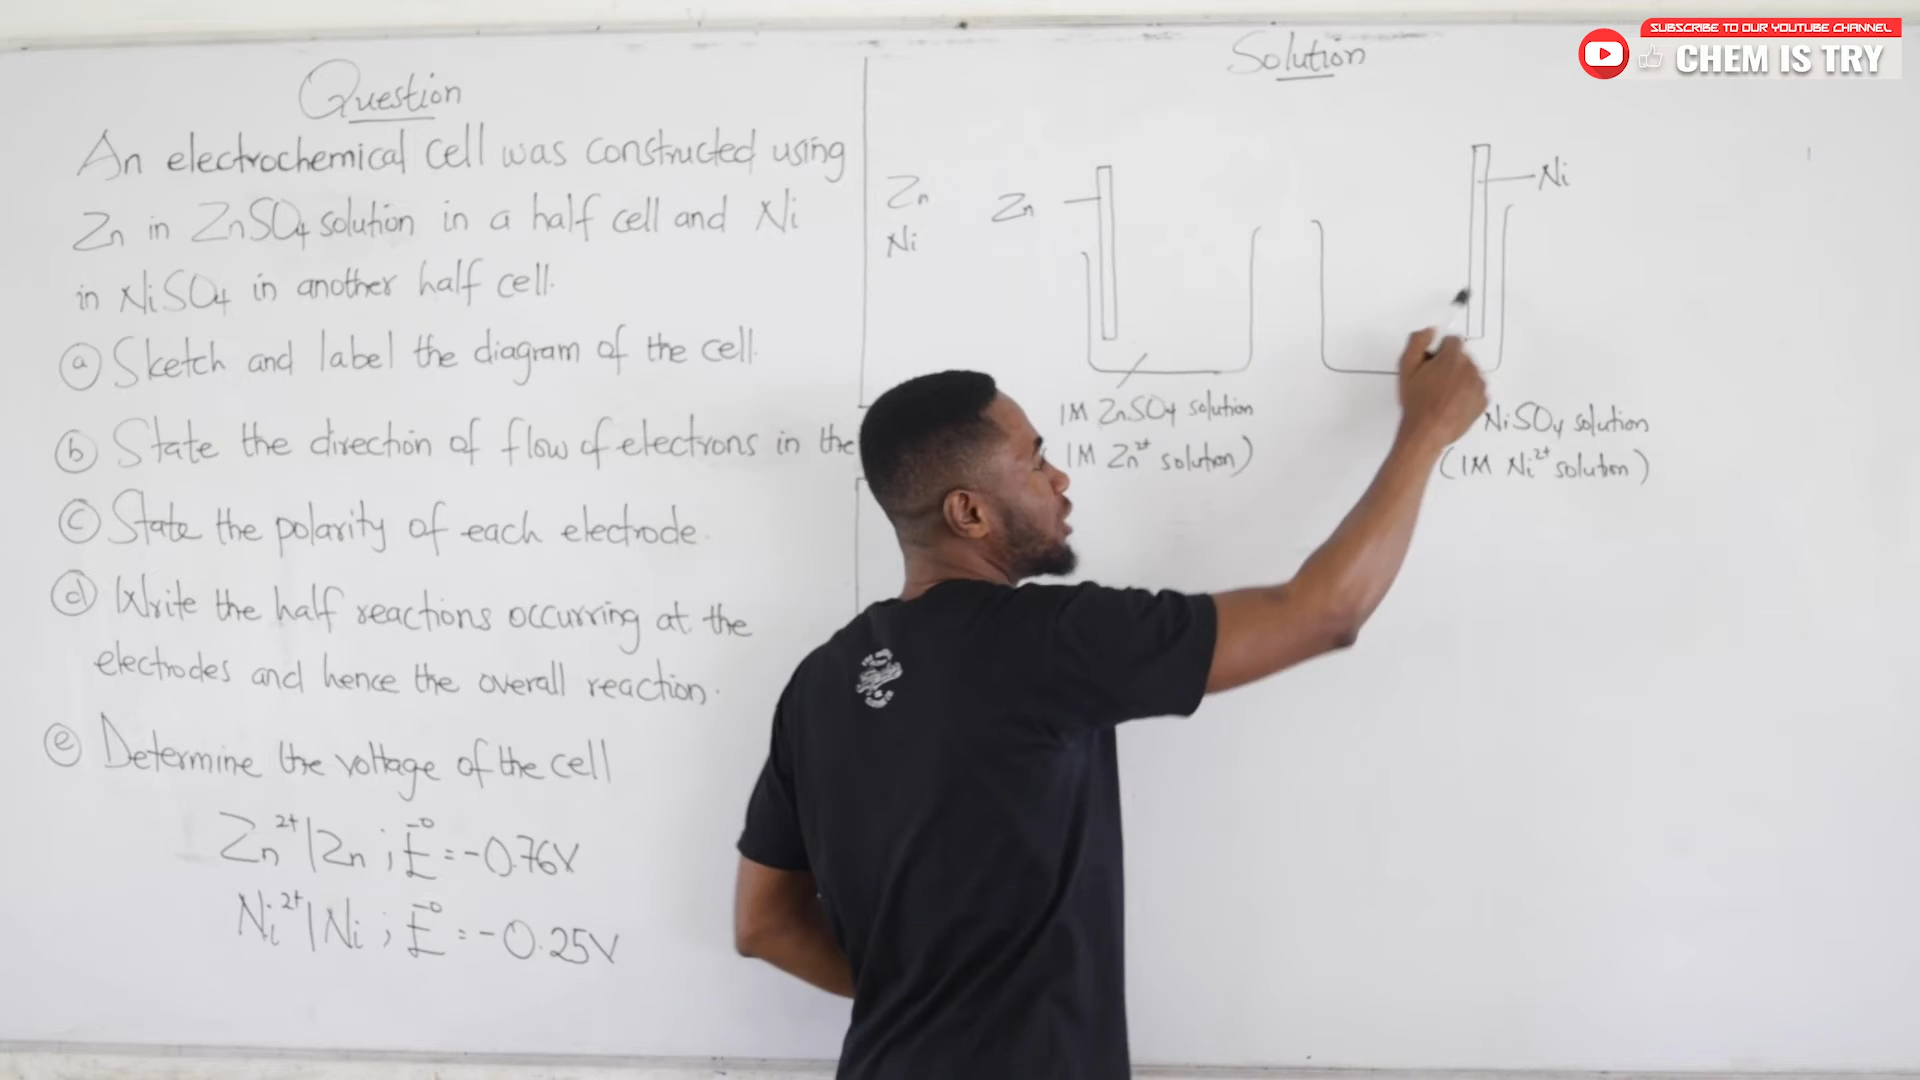 Question
An electrochemical cell was constructed using
Zn in ZnSO4 solution in a half cell and Ni
in NiSO4 in another half cell.
(a) Sketch and label the diagram of the cell.
(b) State the direction of flow of electrons in the
(c) State the polarity of each electrode.
(d) Write the half reactions occurring at the
electrodes and hence the overall reaction.
(e) Determine the voltage of the cell
Zn²⁺|Zn ; E⁻⁰ = -0.76V
Ni²⁺|Ni ; E⁻⁰ = -0.25V
Solution
Zn
Ni
Zn
Ni
1M ZnSO4 solution
(1M Zn²⁺ solution)
NiSO4 solution
(1M Ni²⁺ solution)
SUBSCRIBE TO OUR YOUTUBE CHANNEL
CHEM IS TRY